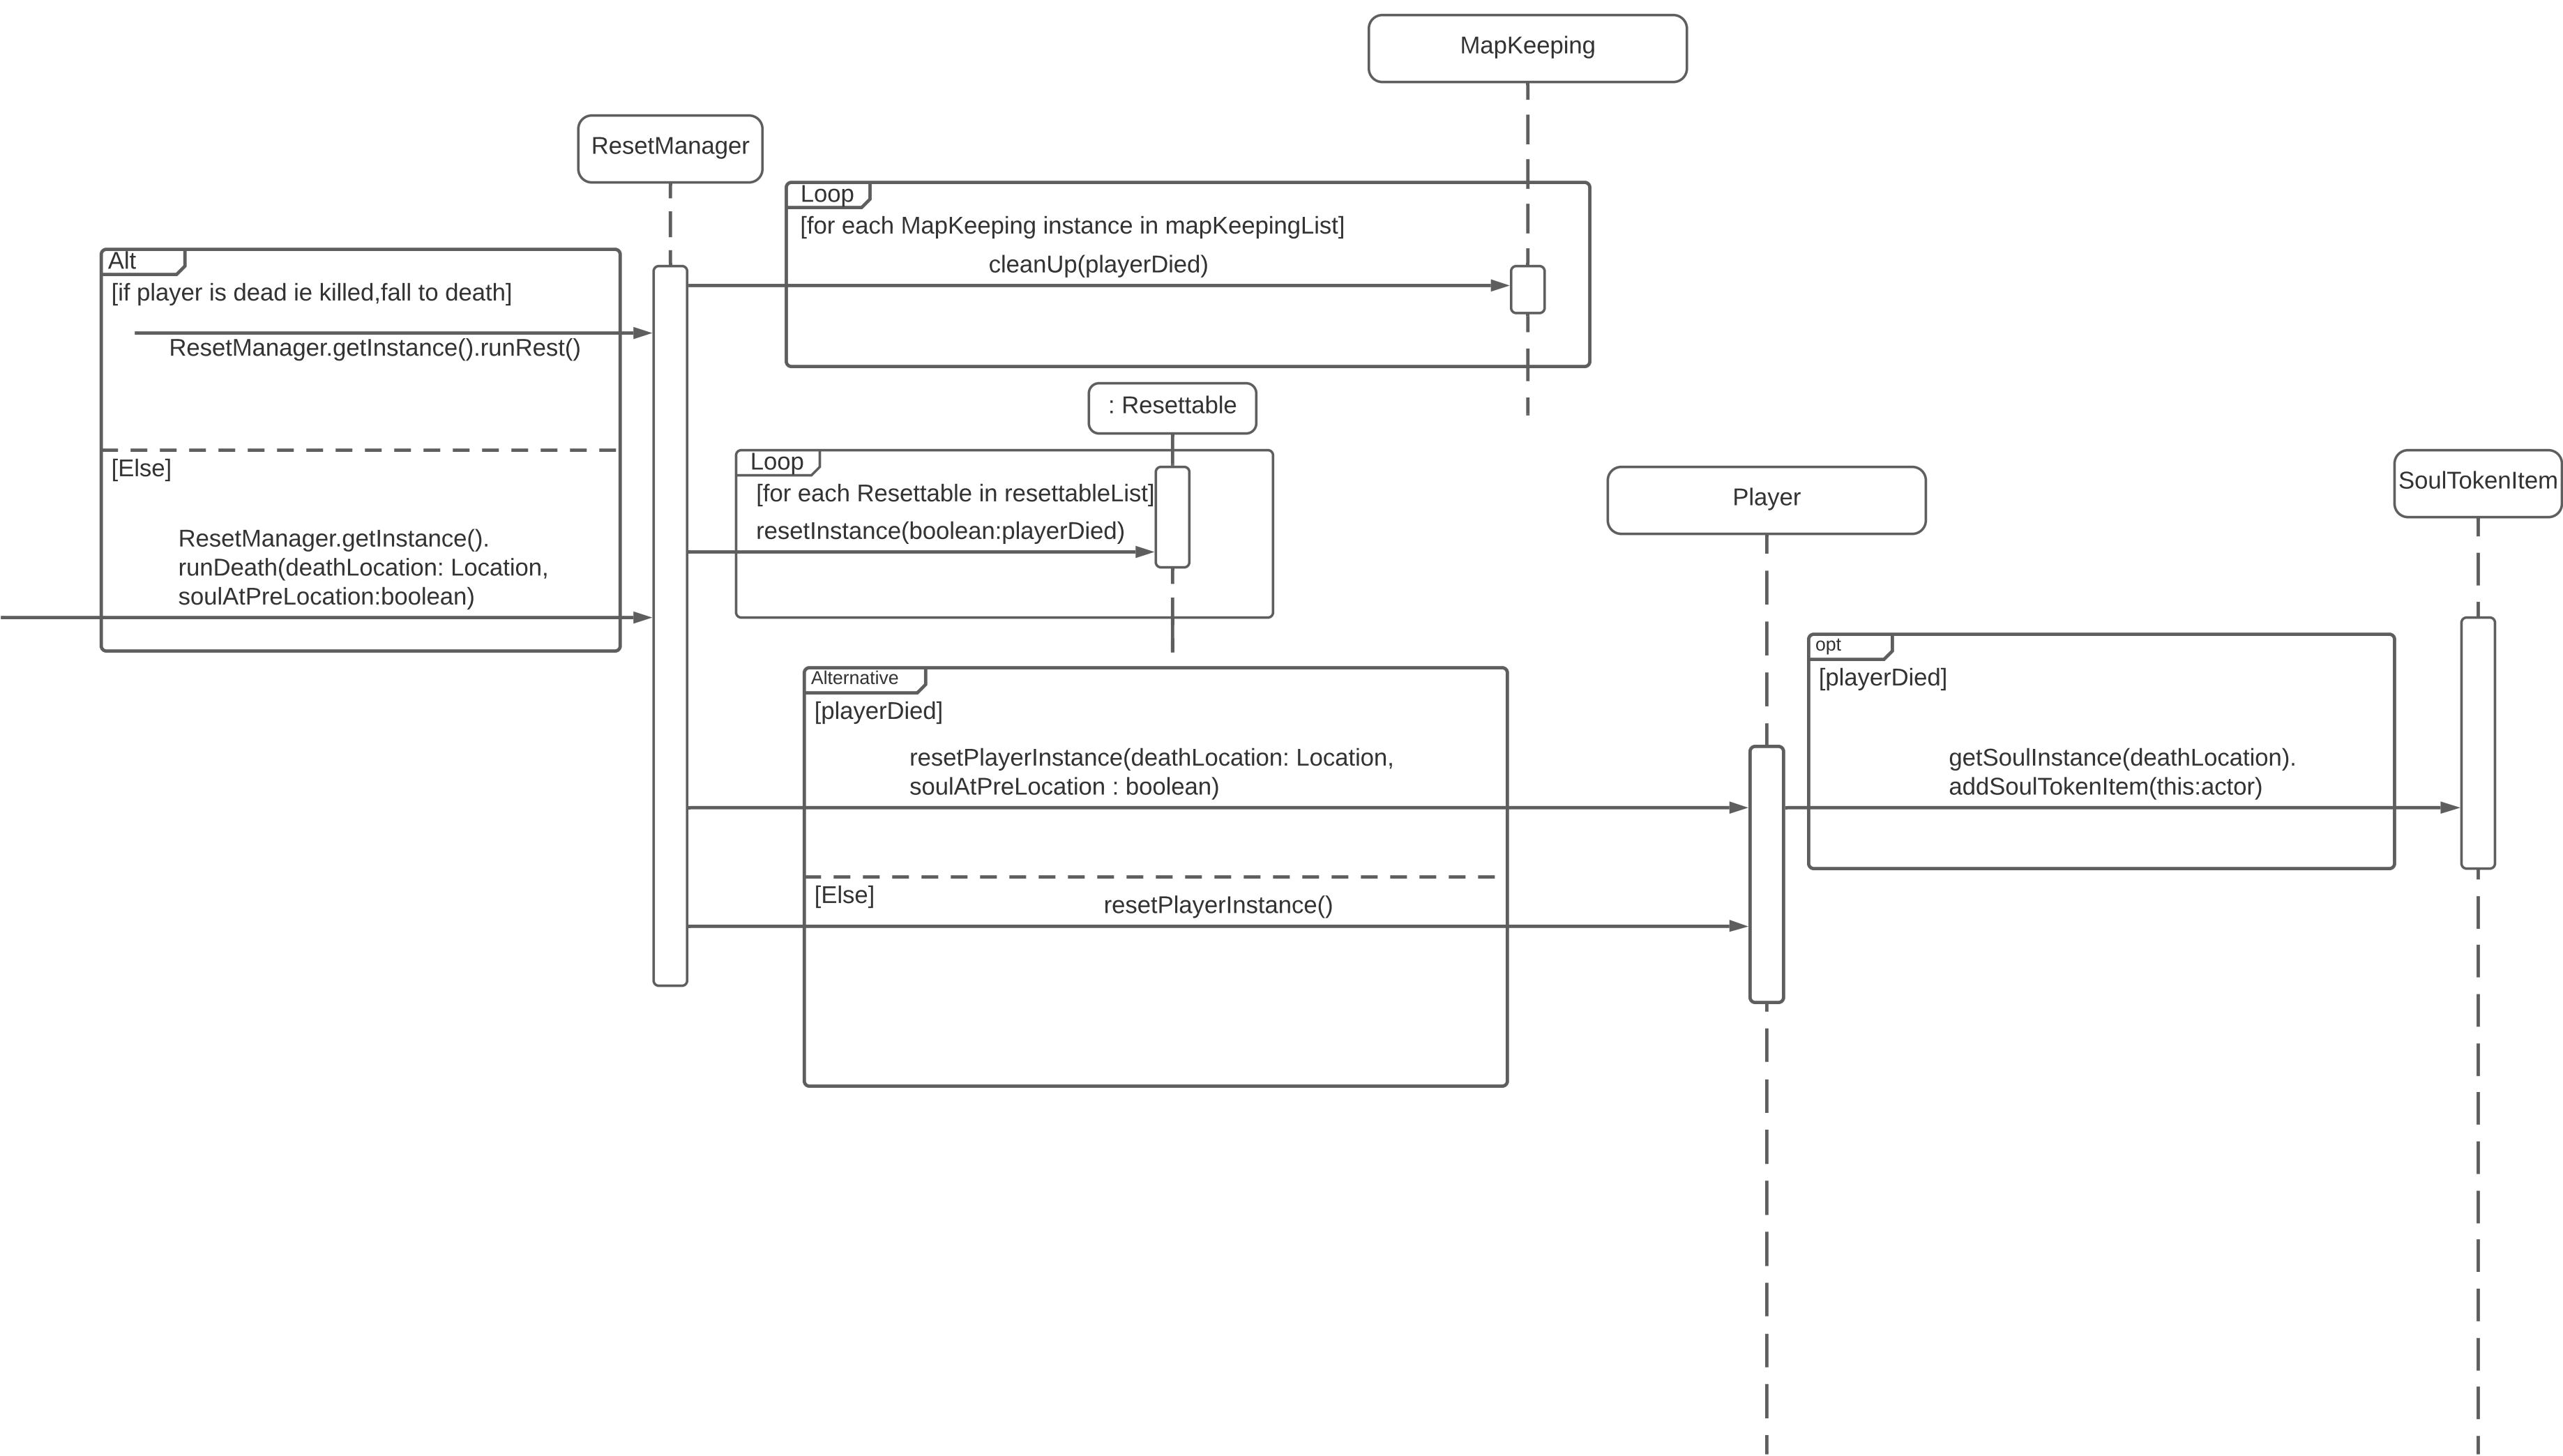 MapKeeping
ResetManager
Loop
[for each MapKeeping instance in mapKeepingList]
cleanUp(playerDied)
Alt
[if player is dead ie killed,fall to death]
ResetManager.getInstance().runRest()
[Else]
ResetManager.getInstance().
runDeath(deathLocation: Location,
soulAtPreLocation:boolean)
: Resettable
Loop
[for each Resettable in resettableList]
resetInstance(boolean:playerDied)
Player
SoulTokenItem
Alternative
[playerDied]
resetPlayerInstance(deathLocation: Location,
soulAtPreLocation : boolean)
[Else]
resetPlayerInstance()
opt
[playerDied]
getSoulInstance(deathLocation).
addSoulTokenItem(this:actor)